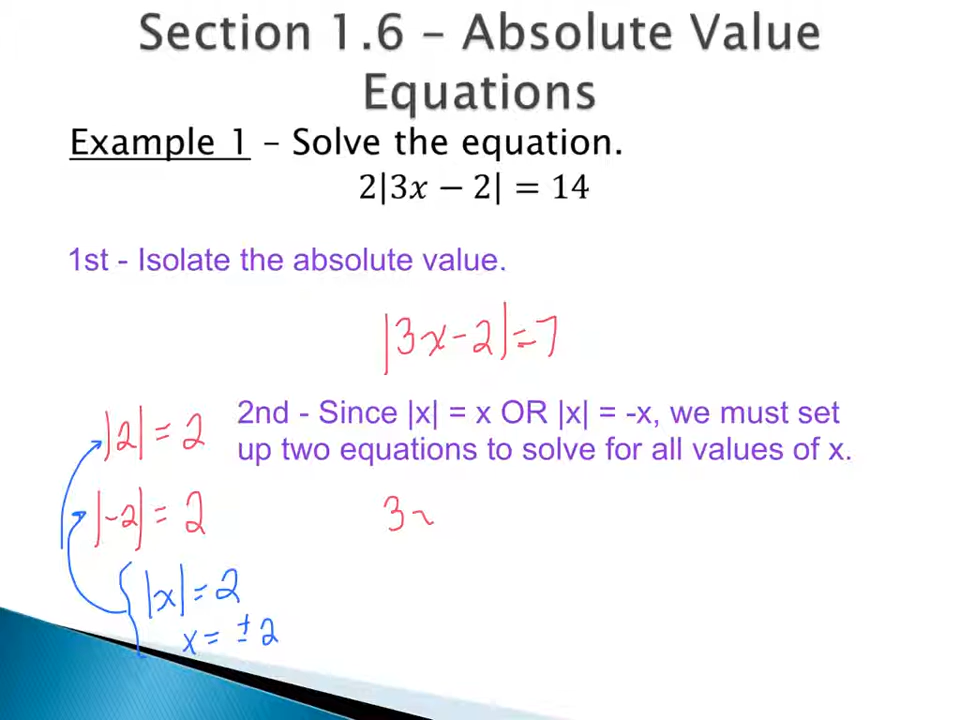 Section 1.6 – Absolute Value
Equations
Example 1 – Solve the equation.
2|3x − 2| = 14
1st - Isolate the absolute value.
|3x-2|=7
2nd - Since |x| = x OR |x| = -x, we must set
up two equations to solve for all values of x.
|2| = 2
|-2| = 2
3
|x| = 2
x = ±2